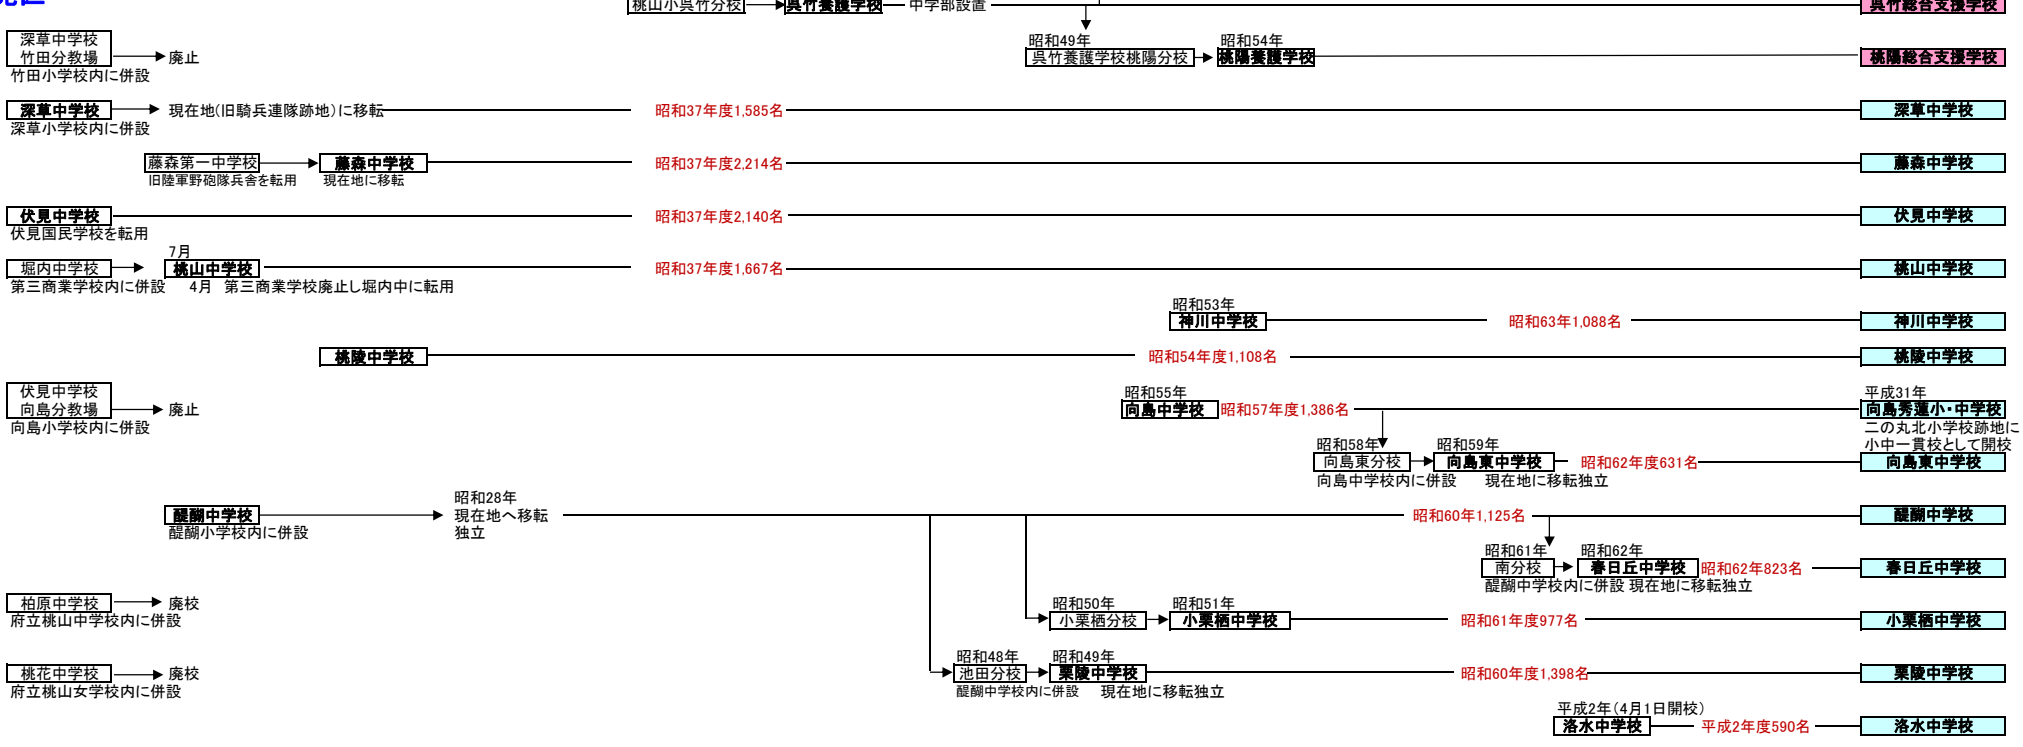 桃山小呉竹分校 呉竹養護学校 中学部設置 呉竹総合支援学校
深草中学校 昭和49年 昭和54年
竹田分教場 廃止 呉竹養護学校桃陽分校 桃陽養護学校 桃陽総合支援学校
竹田小学校内に併設
深草中学校 現在地(旧騎兵連隊跡地)に移転 昭和37年度1,585名 深草中学校
深草小学校内に併設
藤森第一中学校 藤森中学校 昭和37年度2,214名 藤森中学校
旧陸軍野砲隊兵舎を転用 現在地に移転
伏見中学校 昭和37年度2,140名 伏見中学校
伏見国民学校を転用
7月
堀内中学校 桃山中学校 昭和37年度1,667名 桃山中学校
第三商業学校内に併設 4月 第三商業学校廃止し堀内中に転用
昭和53年
神川中学校 昭和63年1,088名 神川中学校
桃陵中学校 昭和54年度1,108名 桃陵中学校
伏見中学校 昭和55年 平成31年
向島分教場 廃止 向島中学校 昭和57年度1,386名 向島秀蓮小・中学校
向島小学校内に併設 二の丸北小学校跡地に
昭和58年 昭和59年 小中一貫校として開校
向島東分校 向島東中学校 昭和62年度631名 向島東中学校
向島中学校内に併設 現在地に移転独立
昭和28年
醍醐中学校 現在地へ移転 昭和60年1,125名 醍醐中学校
醍醐小学校内に併設 独立
昭和61年 昭和62年
南分校 春日丘中学校 昭和62年823名 春日丘中学校
醍醐中学校内に併設 現在地に移転独立
柏原中学校 廃校 昭和50年 昭和51年
府立桃山中学校内に併設 小栗栖分校 小栗栖中学校 昭和61年度977名 小栗栖中学校
昭和48年 昭和49年
桃花中学校 廃校 池田分校 栗陵中学校 昭和60年度1,398名 栗陵中学校
府立桃山女学校内に併設 醍醐中学校内に併設 現在地に移転独立
平成2年(4月1日開校)
洛水中学校 平成2年度590名 洛水中学校